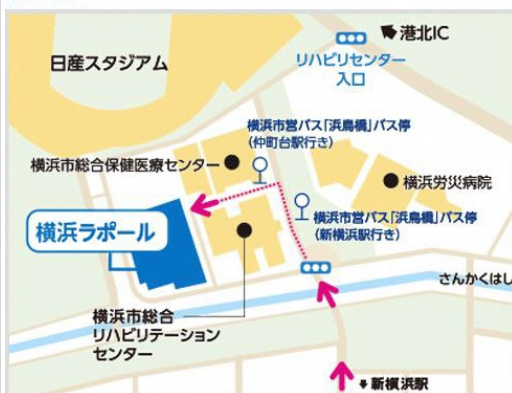 港北IC
日産スタジアム
リハビリセンター
入口
横浜市営バス「浜鳥橋」バス停
(仲町台駅行き)
横浜市総合保健医療センター
横浜労災病院
横浜市営バス「浜鳥橋」バス停
(新横浜駅行き)
横浜ラポール
さんかくはし
横浜市総合
リハビリテーション
センター
新横浜駅